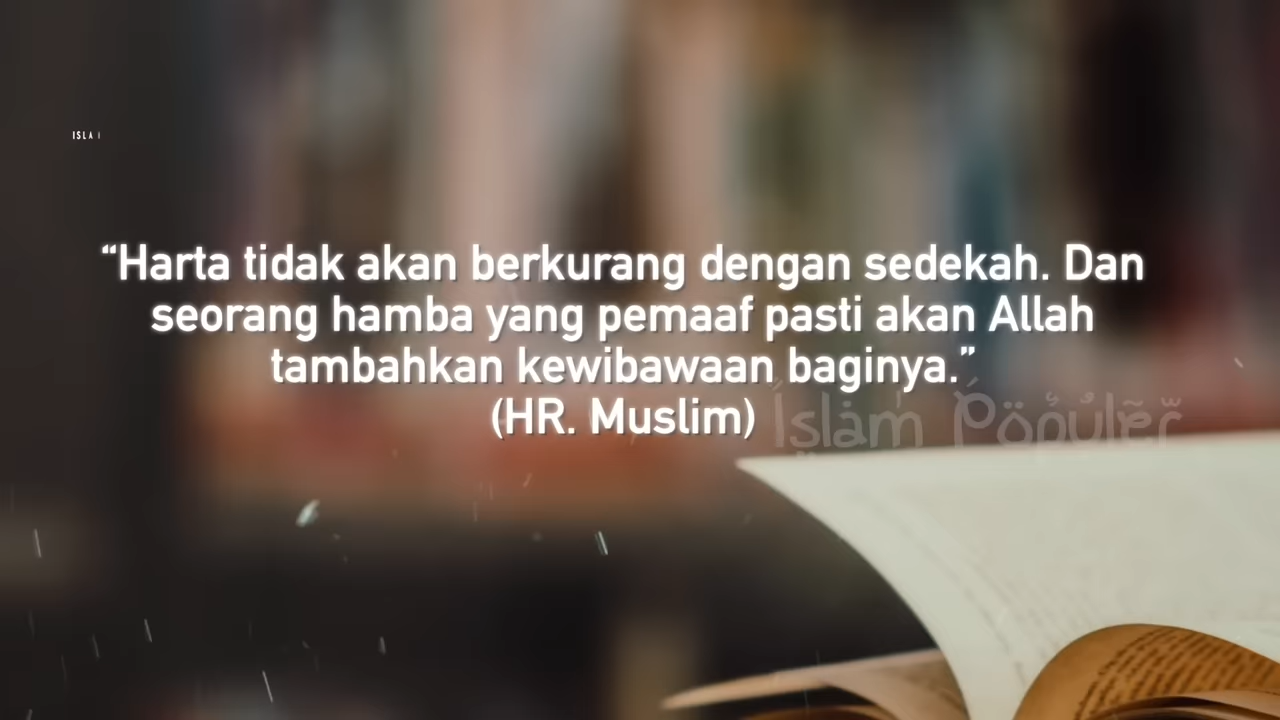 “Harta tidak akan berkurang dengan sedekah. Dan
seorang hamba yang pemaaf pasti akan Allah
tambahkan kewibawaan baginya.”
(HR. Muslim)
Islam Populer